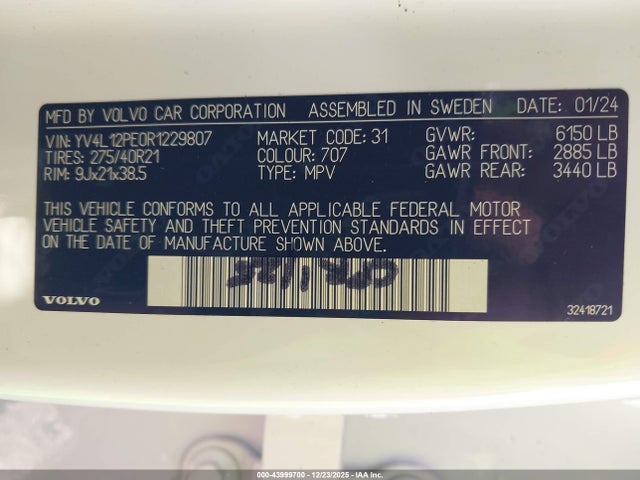 MFD BY VOLVO CAR CORPORATION ASSEMBLED IN SWEDEN DATE: 01/24
VIN: YV4L12PE0R1229807 MARKET CODE: 31 GVWR: 6150 LB
TIRES: 275/40R21 COLOUR: 707 GAWR FRONT: 2885 LB
RIM: 9Jx21x38.5 TYPE: MPV GAWR REAR: 3440 LB
THIS VEHICLE CONFORMS TO ALL APPLICABLE FEDERAL MOTOR
VEHICLE SAFETY AND THEFT PREVENTION STANDARDS IN EFFECT
ON THE DATE OF MANUFACTURE SHOWN ABOVE.
VOLVO
32418721
000-43999700 - 12/23/2025 - IAA Inc.